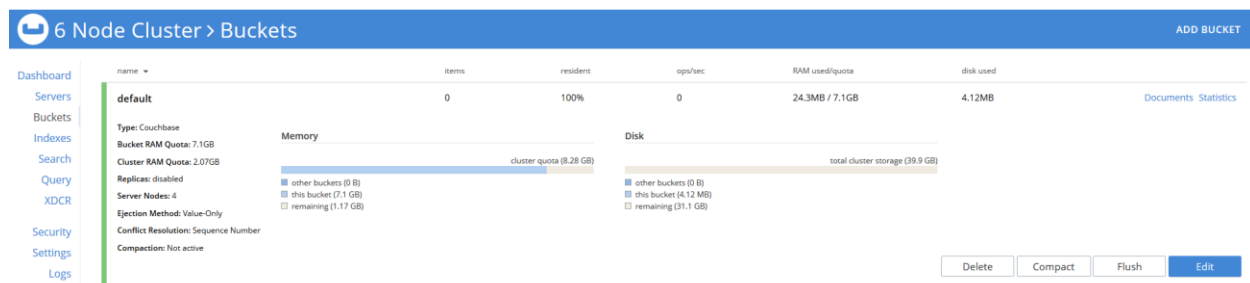 6 Node Cluster > Buckets
ADD BUCKET
Dashboard
Servers
Buckets
Indexes
Search
Query
XDCR
Security
Settings
Logs
name items resident ops/sec RAM used/quota disk used
default 0 100% 0 24.3MB / 7.1GB 4.12MB Documents Statistics
Type: Couchbase
Bucket RAM Quota: 7.1GB
Cluster RAM Quota: 2.07GB
Replicas: disabled
Server Nodes: 4
Ejection Method: Value-Only
Conflict Resolution: Sequence Number
Compaction: Not active
Memory
cluster quota (8.28 GB)
other buckets (0 B)
this bucket (7.1 GB)
remaining (1.17 GB)
Disk
total cluster storage (39.9 GB)
other buckets (0 B)
this bucket (4.12 MB)
remaining (31.1 GB)
Delete Compact Flush Edit